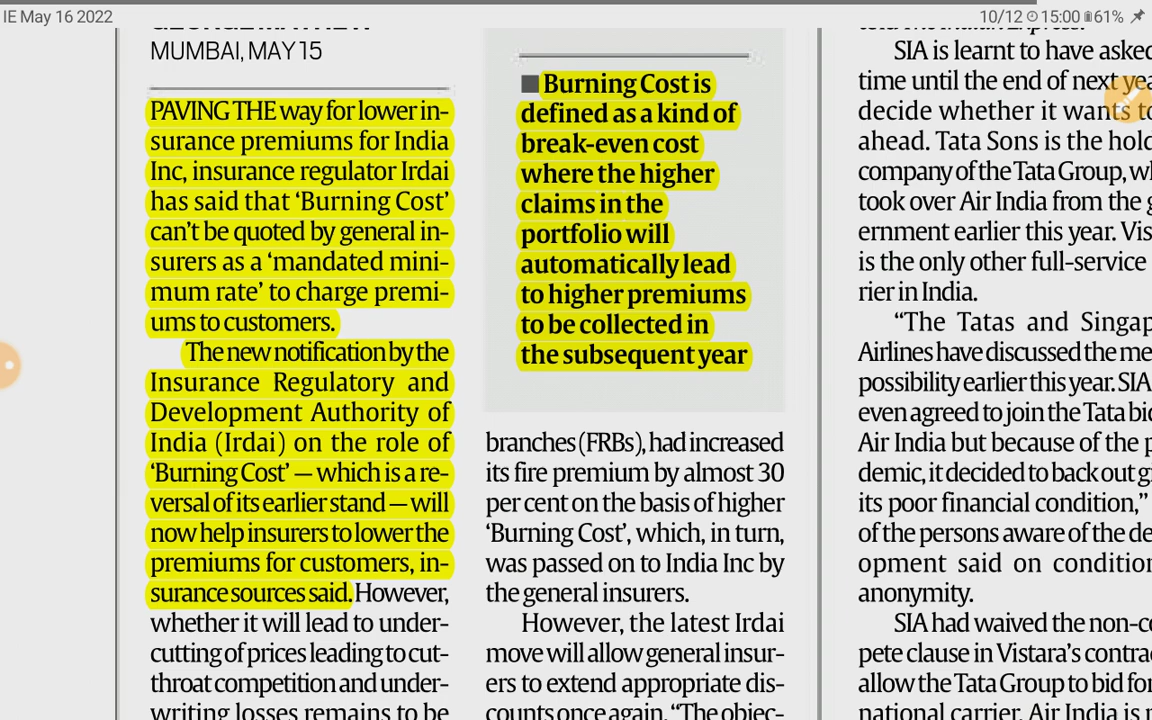 IE May 16 2022
10/12 15:00 61%
MUMBAI, MAY 15
PAVING THE way for lower in-
surance premiums for India
Inc, insurance regulator Irdai
has said that ‘Burning Cost’
can’t be quoted by general in-
surers as a ‘mandated mini-
mum rate’ to charge premi-
ums to customers.
The new notification by the
Insurance Regulatory and
Development Authority of
India (Irdai) on the role of
‘Burning Cost’ — which is a re-
versal of its earlier stand — will
now help insurers to lower the
premiums for customers, in-
surance sources said. However,
whether it will lead to under-
cutting of prices leading to cut-
throat competition and under-
writing losses remains to be
Burning Cost is
defined as a kind of
break-even cost
where the higher
claims in the
portfolio will
automatically lead
to higher premiums
to be collected in
the subsequent year
branches (FRBs), had increased
its fire premium by almost 30
per cent on the basis of higher
‘Burning Cost’, which, in turn,
was passed on to India Inc by
the general insurers.
However, the latest Irdai
move will allow general insur-
ers to extend appropriate dis-
counts once again. “The objec-
SIA is learnt to have asked
time until the end of next
decide whether it wants
ahead. Tata Sons is the
company of the Tata Group,
took over Air India from the
ernment earlier this year.
is the only other full-service
rier in India.
“The Tatas and
Airlines have discussed the
possibility earlier this year. SIA
even agreed to join the Tata
Air India but because of the
demic, it decided to back out
its poor financial condition,”
of the persons aware of the
opment said on
anonymity.
SIA had waived the
pete clause in Vistara’s
allow the Tata Group to bid
national carrier. Air India is